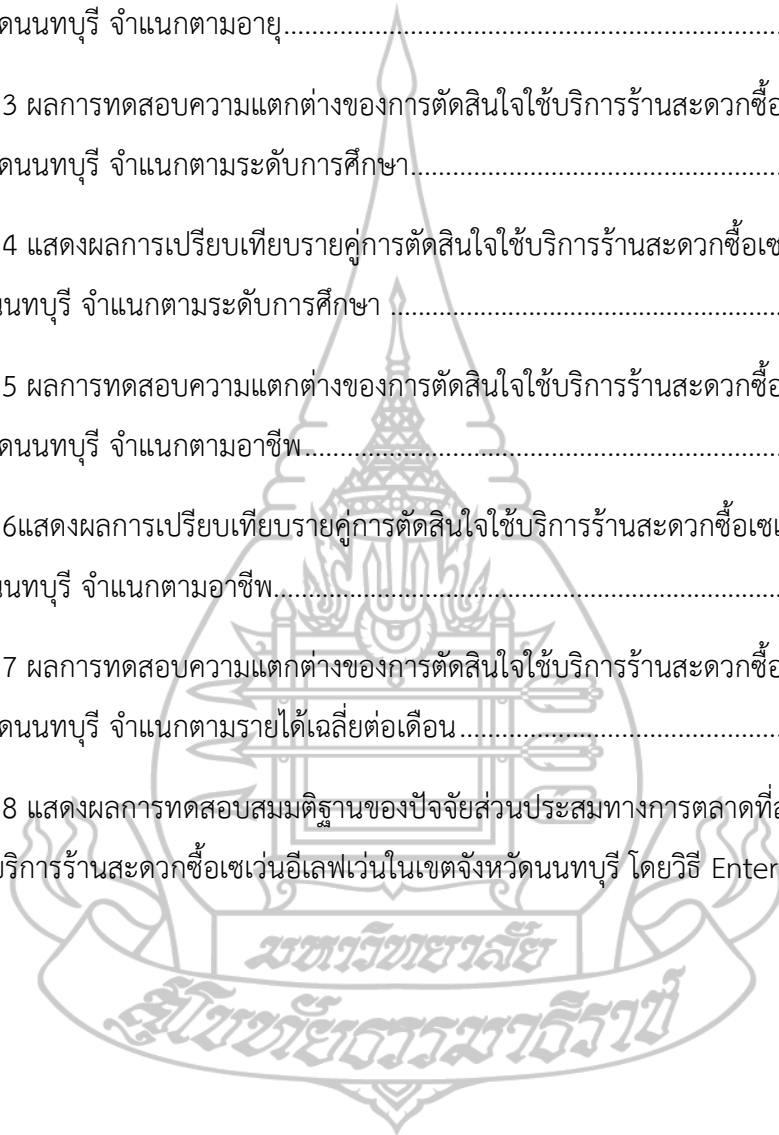 ดนนทบุรี จำแนกตามอายุ......................................................................................
3 ผลการทดสอบความแตกต่างของการตัดสินใจใช้บริการร้านสะดวกซื้อ
ดนนทบุรี จำแนกตามระดับการศึกษา................................................................
4 แสดงผลการเปรียบเทียบรายคู่การตัดสินใจใช้บริการร้านสะดวกซื้อเซ
นนทบุรี จำแนกตามระดับการศึกษา ..................................................................
5 ผลการทดสอบความแตกต่างของการตัดสินใจใช้บริการร้านสะดวกซื้อ
ดนนทบุรี จำแนกตามอาชีพ..................................................................................
6แสดงผลการเปรียบเทียบรายคู่การตัดสินใจใช้บริการร้านสะดวกซื้อเซเ
นนทบุรี จำแนกตามอาชีพ......................................................................................
7 ผลการทดสอบความแตกต่างของการตัดสินใจใช้บริการร้านสะดวกซื้อ
ดนนทบุรี จำแนกตามรายได้เฉลี่ยต่อเดือน........................................................
8 แสดงผลการทดสอบสมมติฐานของปัจจัยส่วนประสมทางการตลาดที่ส
บริการร้านสะดวกซื้อเซเว่นอีเลฟเว่นในเขตจังหวัดนนทบุรี โดยวิธี Enter
มหาวิทยาลัย
สุโขทัยธรรมาธิราช